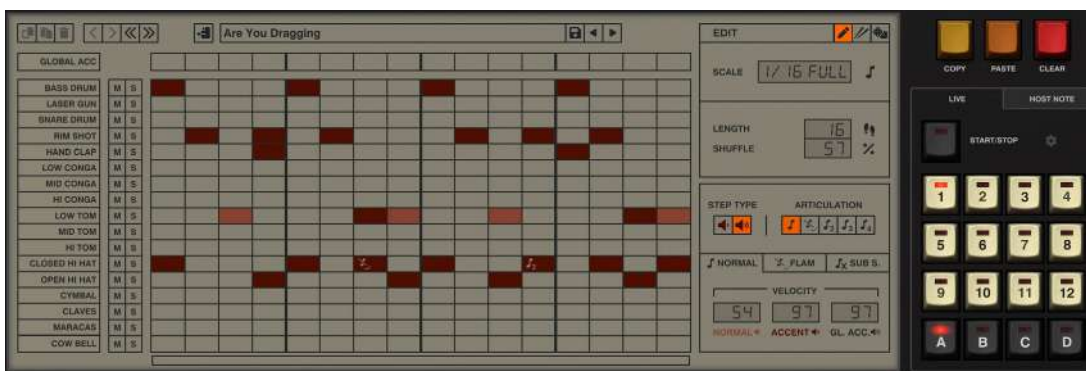 Are You Dragging
EDIT
GLOBAL ACC
SCALE 1/16 FULL
COPY PASTE CLEAR
BASS DRUM M S
LASER GUN M S
SNARE DRUM M S
RIM SHOT M S
HAND CLAP M S
LOW CONGA M S
MID CONGA M S
HI CONGA M S
LOW TOM M S
MID TOM M S
HI TOM M S
CLOSED HI HAT M S
OPEN HI HAT M S
CYMBAL M S
CLAVES M S
MARACAS M S
COW BELL M S
LENGTH 16
SHUFFLE 57 %
STEP TYPE ARTICULATION
NORMAL FLAM SUB S.
VELOCITY
54 97 97
NORMAL ACCENT GL. ACC.
LIVE HOST NOTE
START/STOP
1 2 3 4
5 6 7 8
9 10 11 12
A B C D